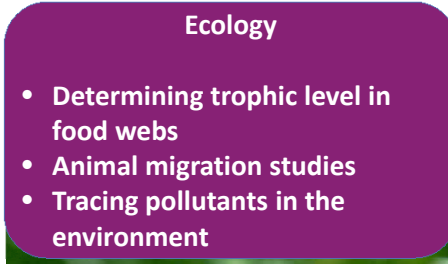 Ecology
• Determining trophic level in
food webs
• Animal migration studies
• Tracing pollutants in the
environment